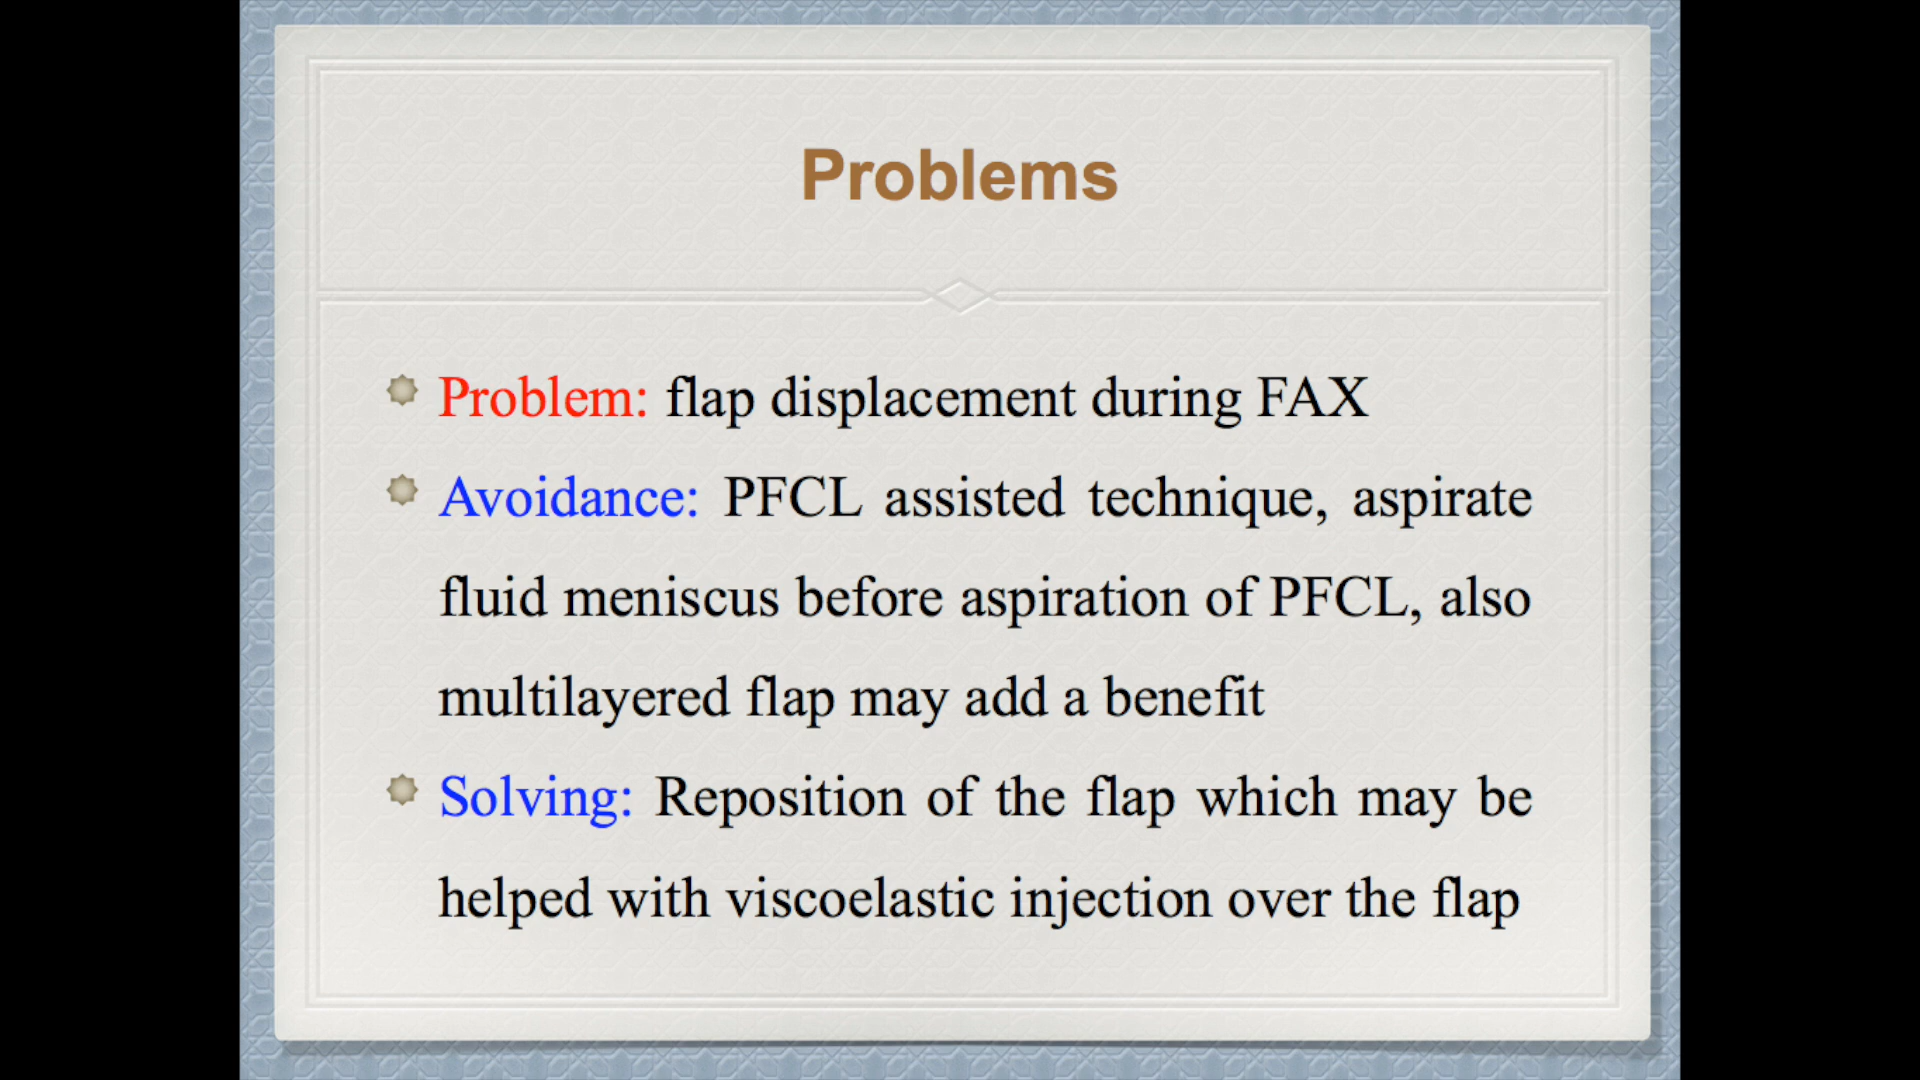 Problems
Problem: flap displacement during FAX
Avoidance: PFCL assisted technique, aspirate
fluid meniscus before aspiration of PFCL, also
multilayered flap may add a benefit
Solving: Reposition of the flap which may be
helped with viscoelastic injection over the flap